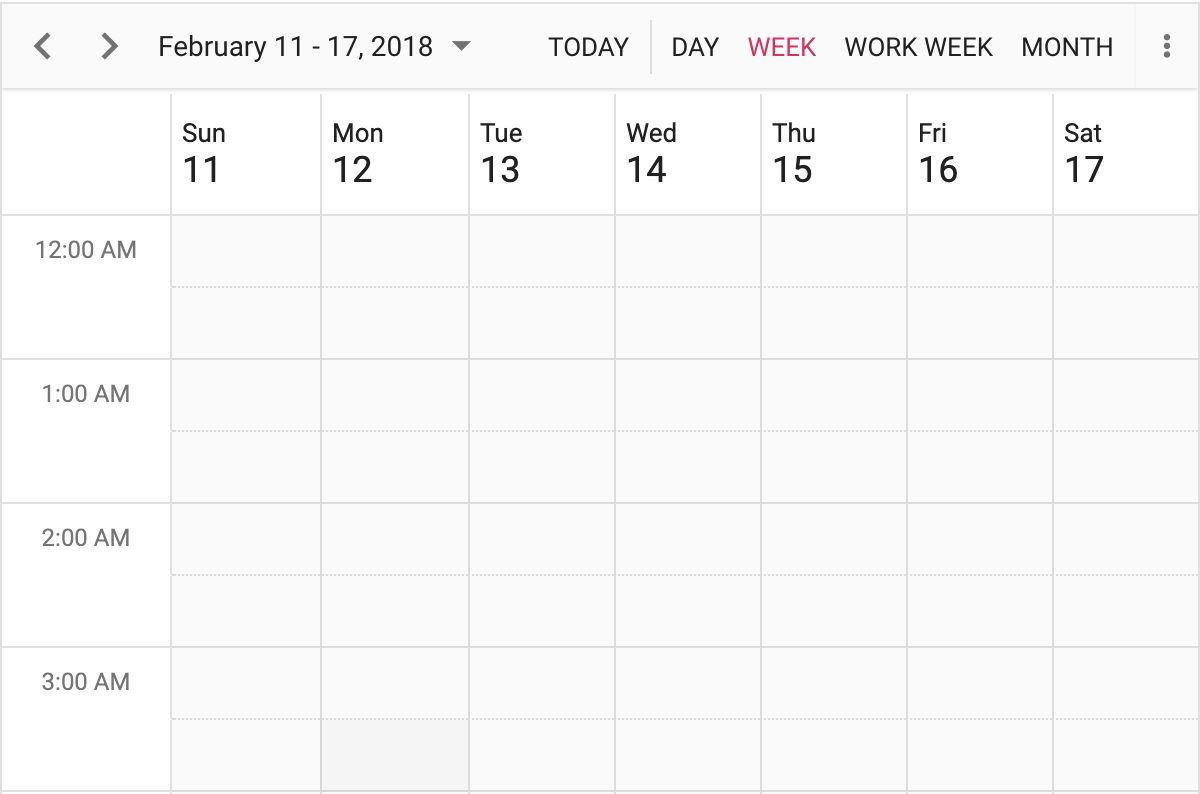 February 11 - 17, 2018 TODAY DAY WEEK WORK WEEK MONTH
Sun Mon Tue Wed Thu Fri Sat
11 12 13 14 15 16 17
12:00 AM
1:00 AM
2:00 AM
3:00 AM